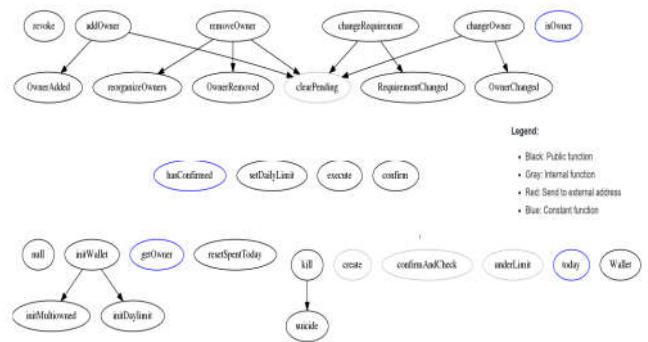 revoke addOwner removeOwner changeRequirement changeOwner isOwner
OwnerAdded reorganizeOwners OwnerRemoved clearPending RequirementChanged OwnerChanged
Legend:
• Black: Public function
• Gray: Internal function
• Red: Send to external address
• Blue: Constant function
hasConfirmed setDailyLimit execute confirm
null initWallet getOwner resetSpentToday kill create confirmAndCheck underLimit today Wallet
initMultiowned initDaylimit suicide